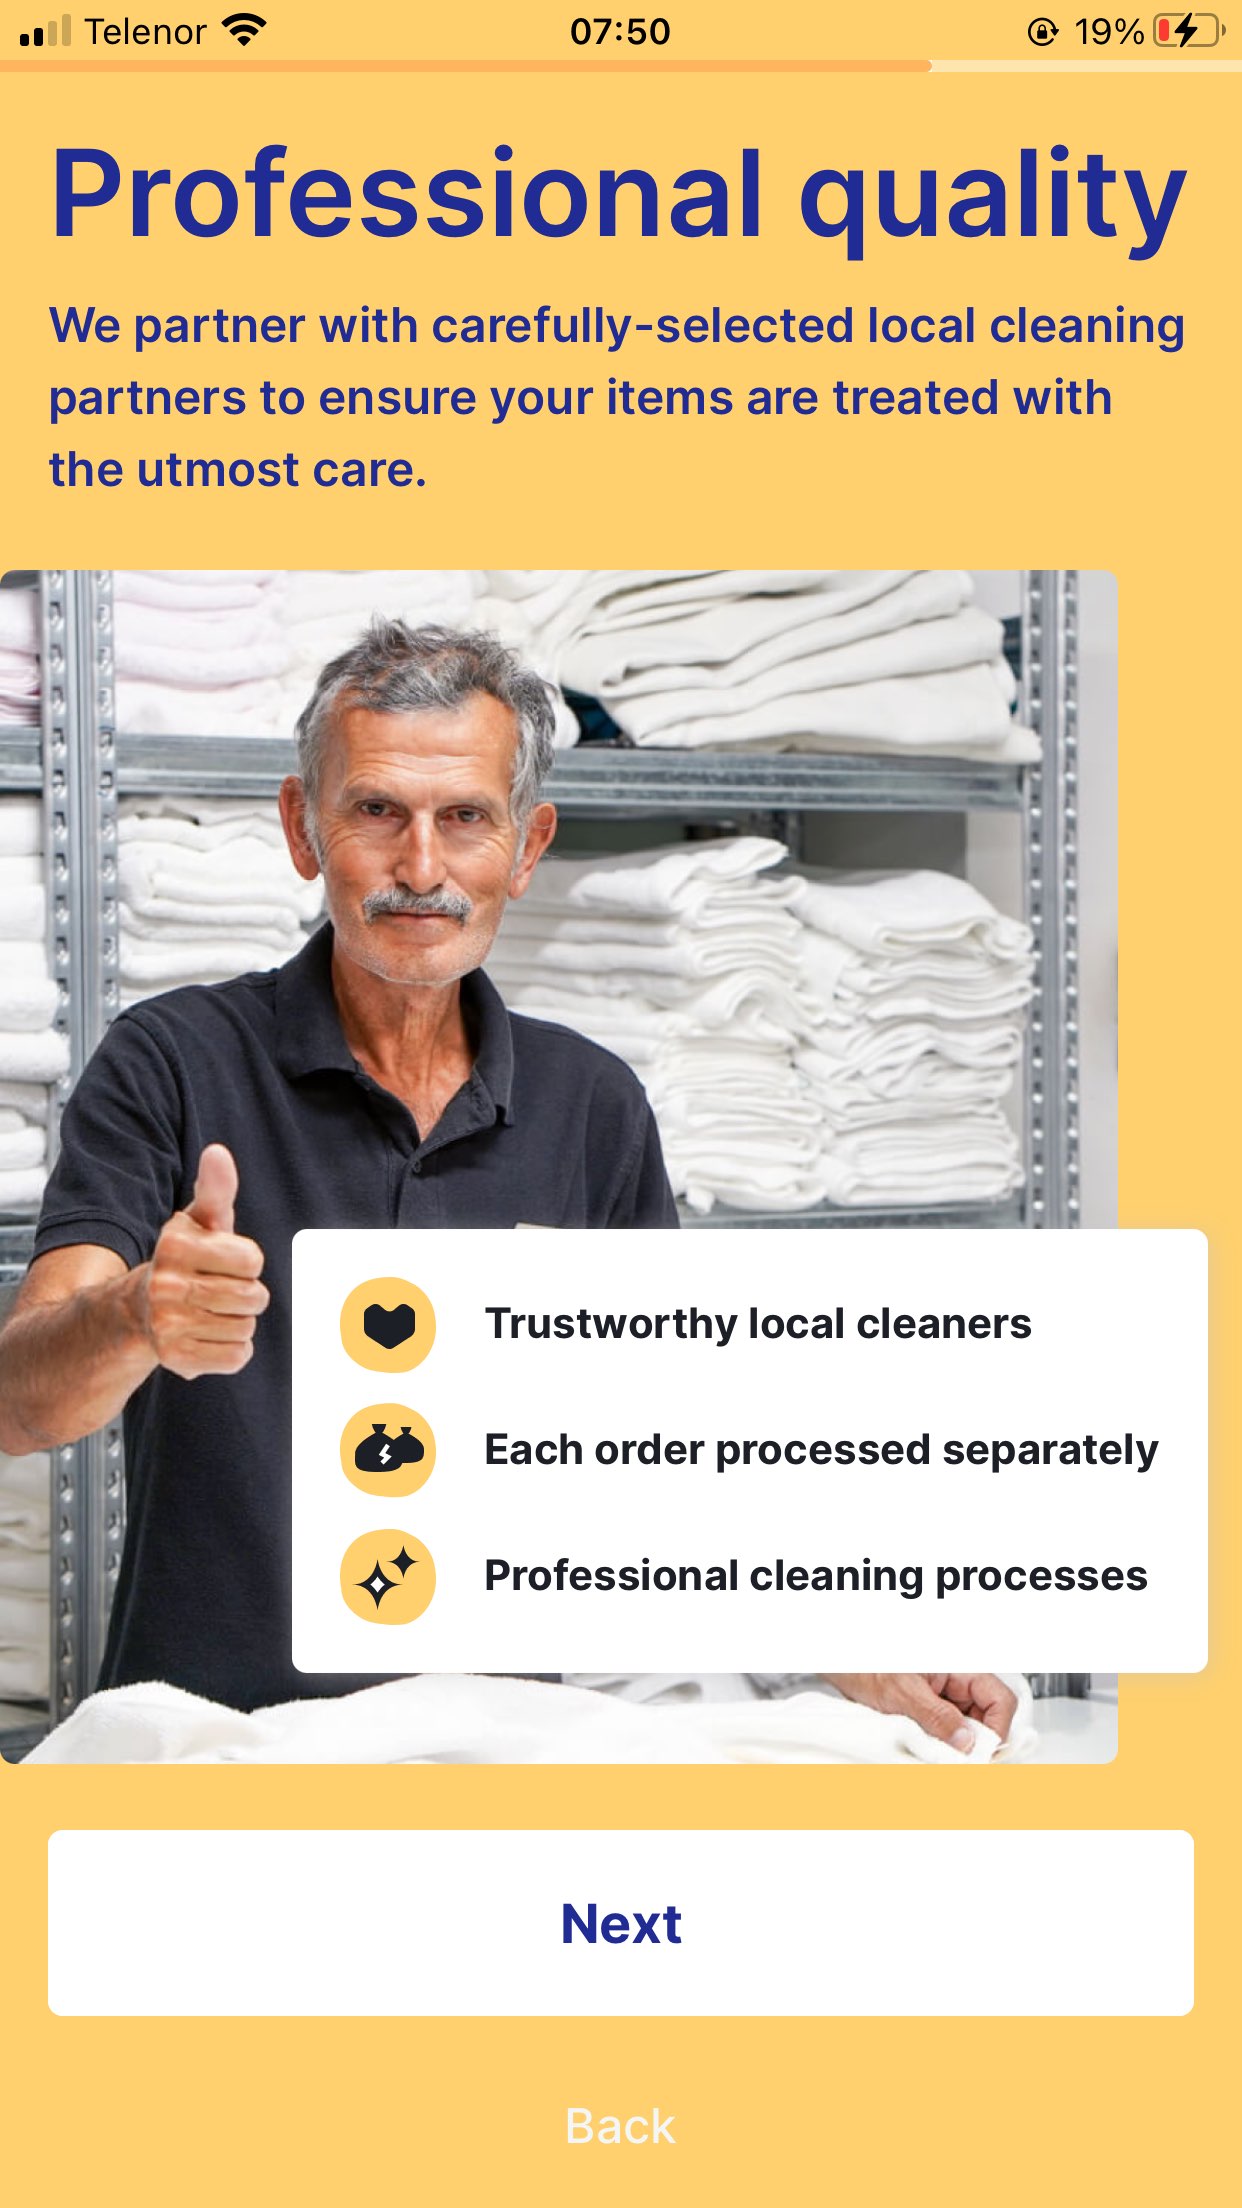 Telenor
07:50
19%
Professional quality
We partner with carefully-selected local cleaning
partners to ensure your items are treated with
the utmost care.
Trustworthy local cleaners
Each order processed separately
Professional cleaning processes
Next
Back